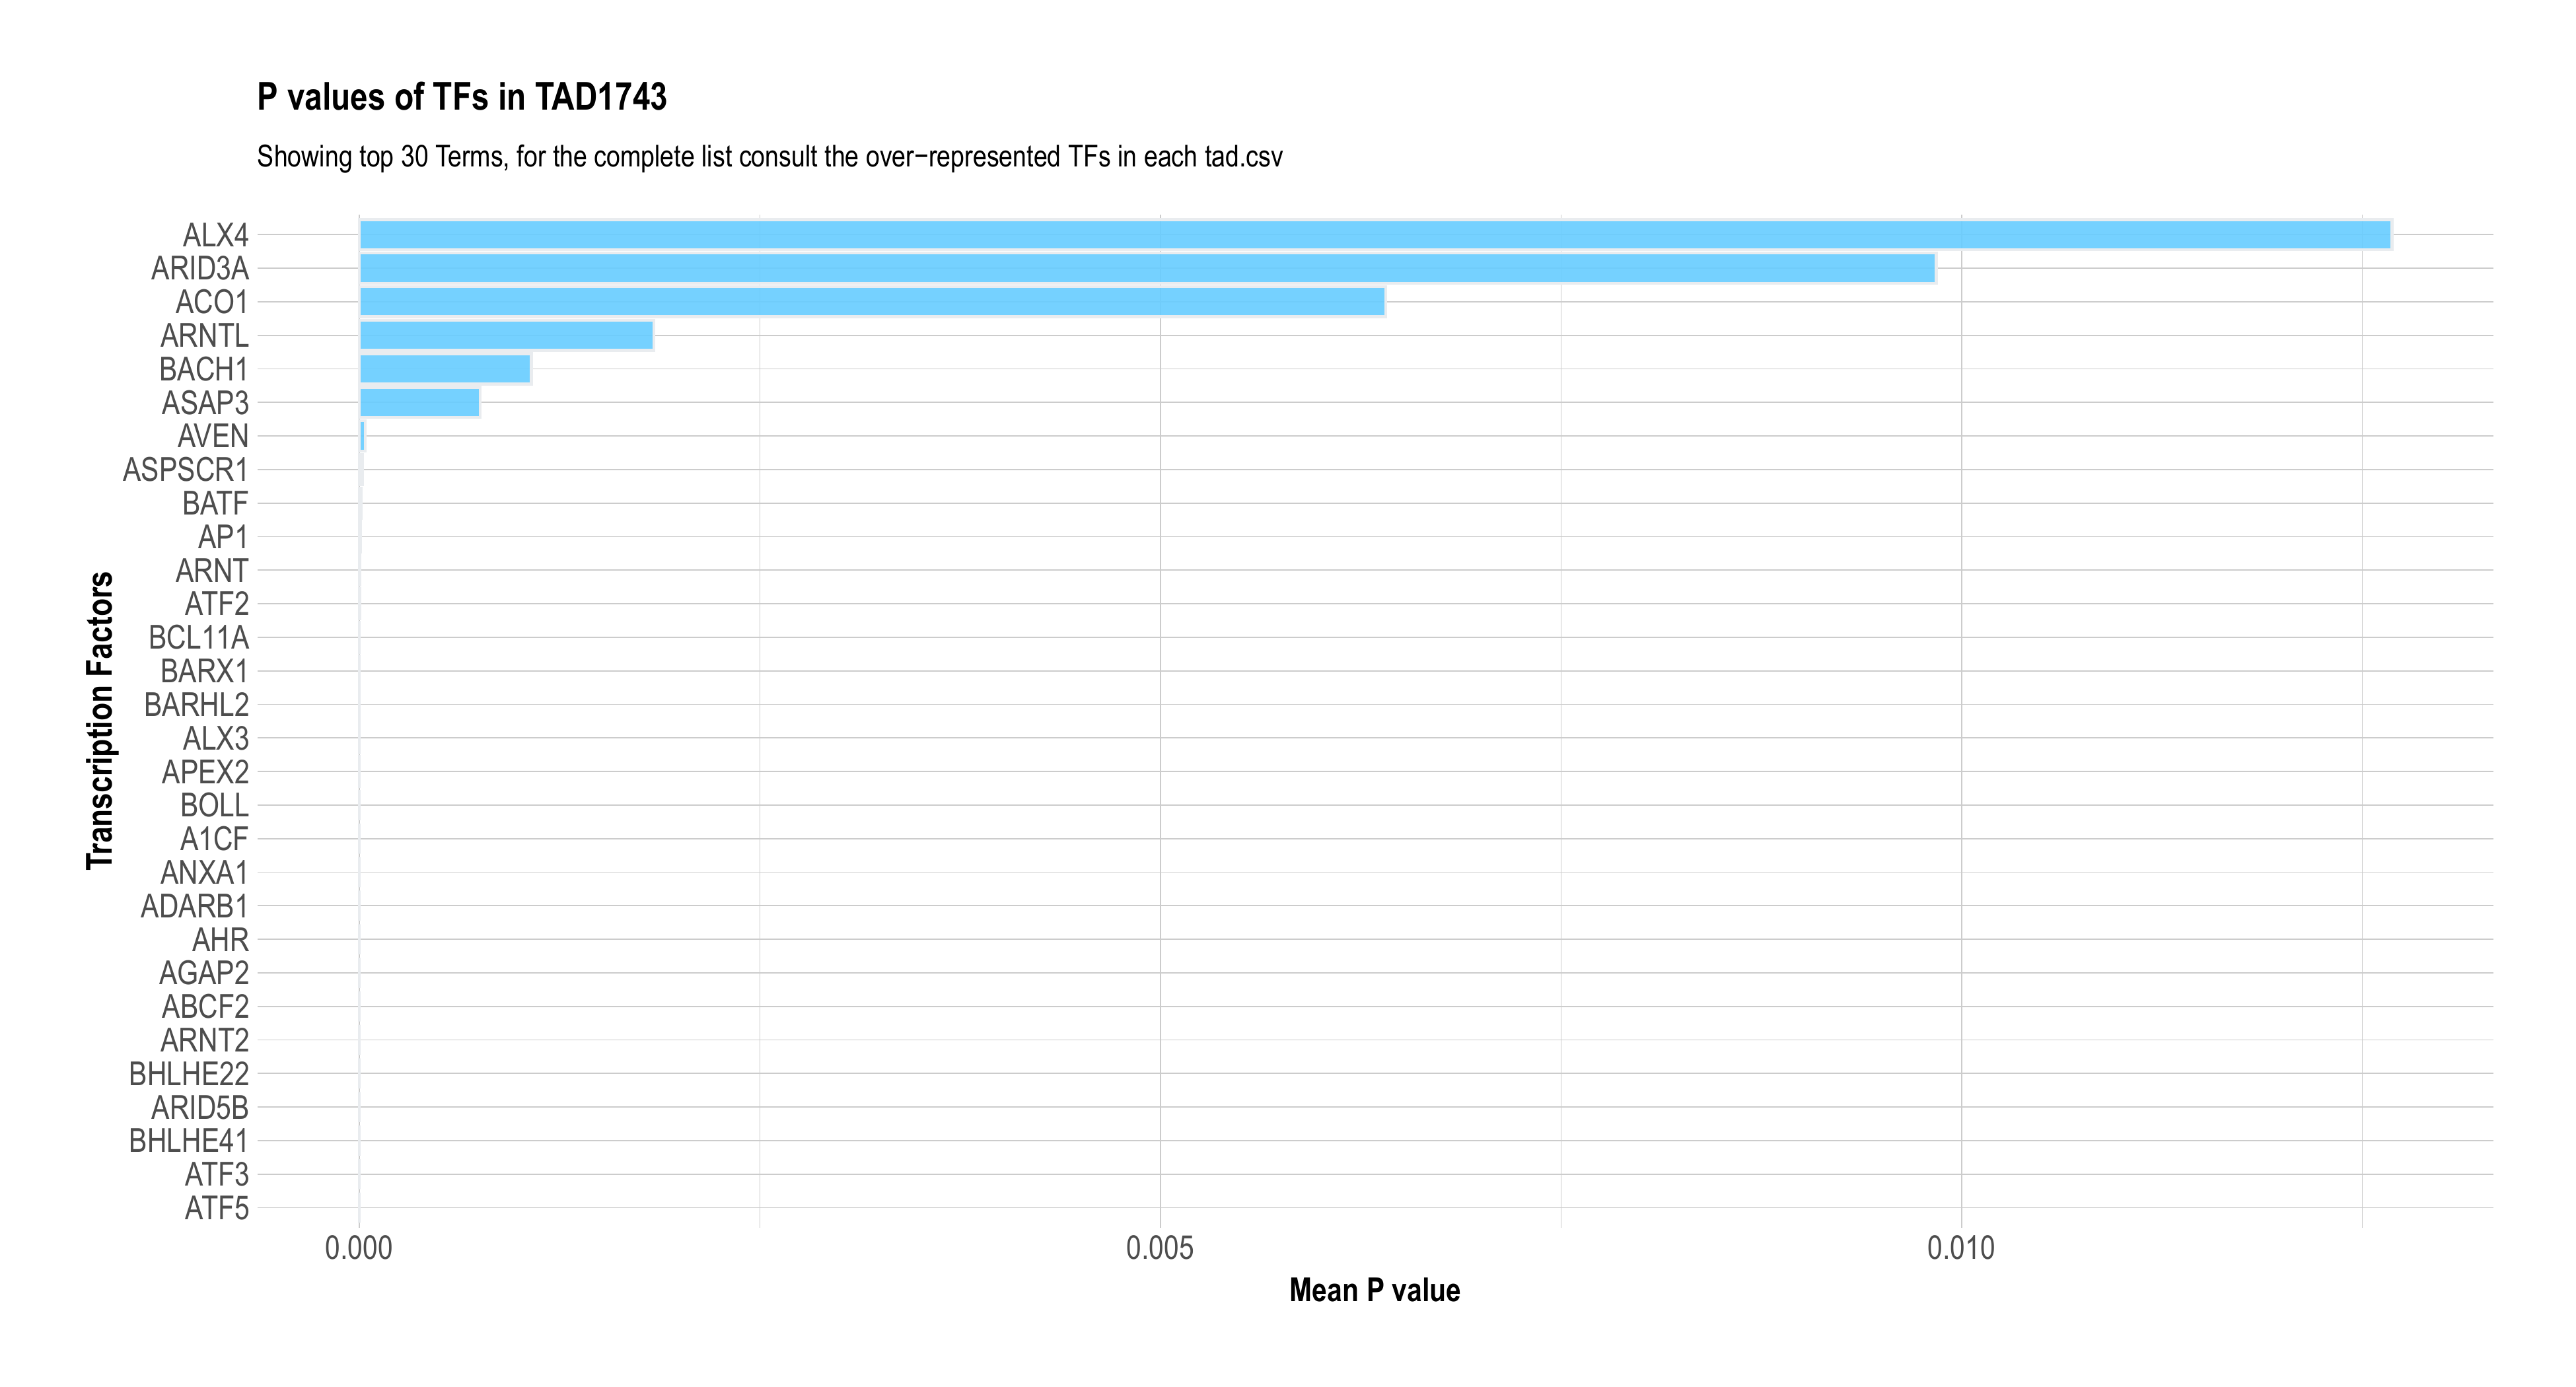 P values of TFs in TAD1743
Showing top 30 Terms, for the complete list consult the over−represented TFs in each tad.csv
Transcription Factors
ALX4
ARID3A
ACO1
ARNTL
BACH1
ASAP3
AVEN
ASPSCR1
BATF
AP1
ARNT
ATF2
BCL11A
BARX1
BARHL2
ALX3
APEX2
BOLL
A1CF
ANXA1
ADARB1
AHR
AGAP2
ABCF2
ARNT2
BHLHE22
ARID5B
BHLHE41
ATF3
ATF5
0.000 0.005 0.010
Mean P value